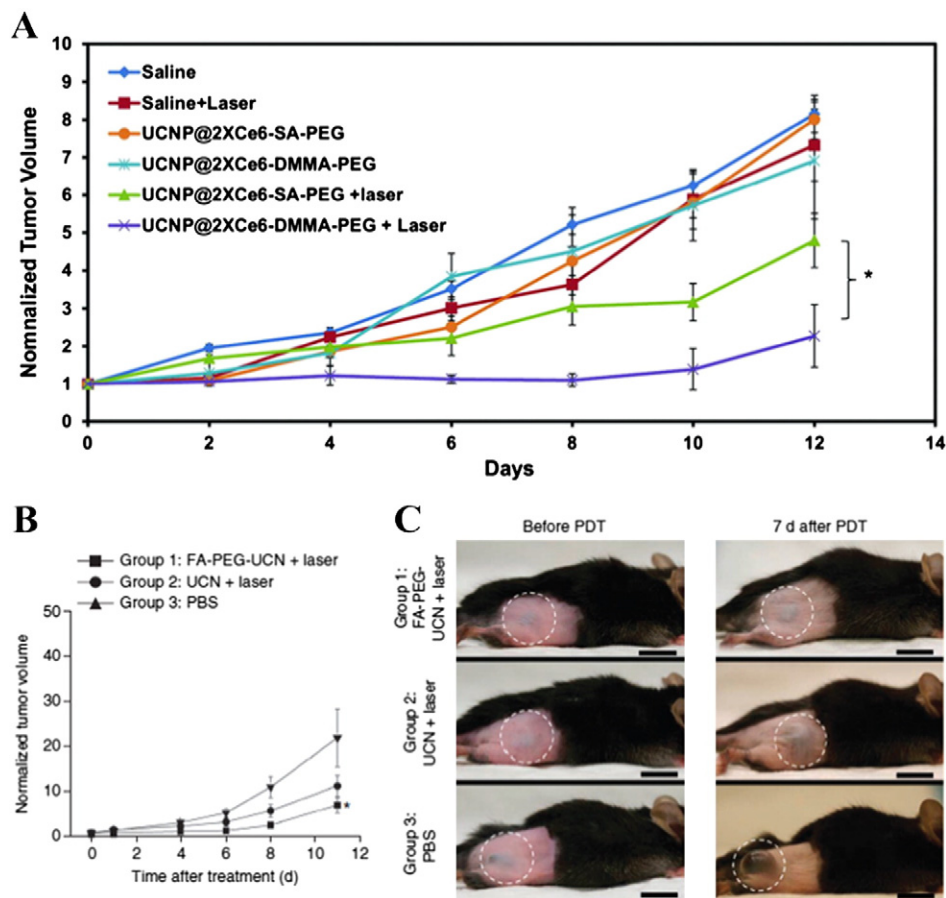 A
Nomnalized Tumor Volume
10
9
8
7
6
5
4
3
2
1
0
Saline
Saline+Laser
UCNP@2XCe6-SA-PEG
UCNP@2XCe6-DMMA-PEG
UCNP@2XCe6-SA-PEG +laser
UCNP@2XCe6-DMMA-PEG + Laser
*
0 2 4 6 8 10 12 14
Days
B
Group 1: FA-PEG-UCN + laser
Group 2: UCN + laser
Group 3: PBS
Normalized tumor volume
50
40
30
20
10
0
*
0 2 4 6 8 10 12
Time after treatment (d)
C
Before PDT 7 d after PDT
Group 1:
FA-PEG-
UCN + laser
Group 2:
UCN + laser
Group 3:
PBS